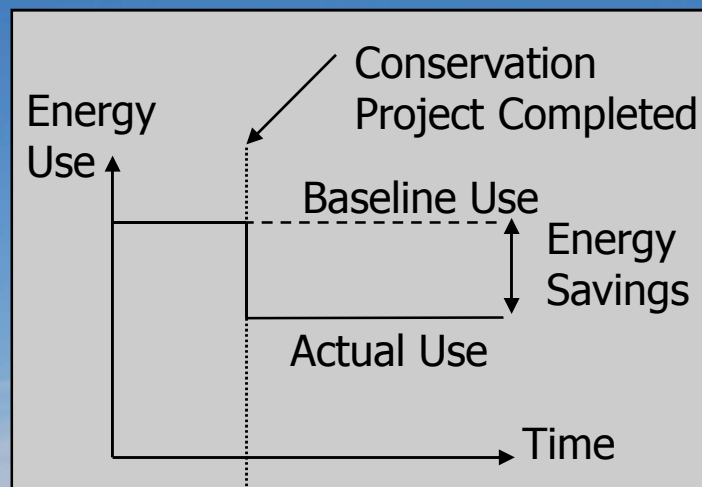 Conservation
Project Completed
Energy
Use
Baseline Use
Energy
Savings
Actual Use
Time